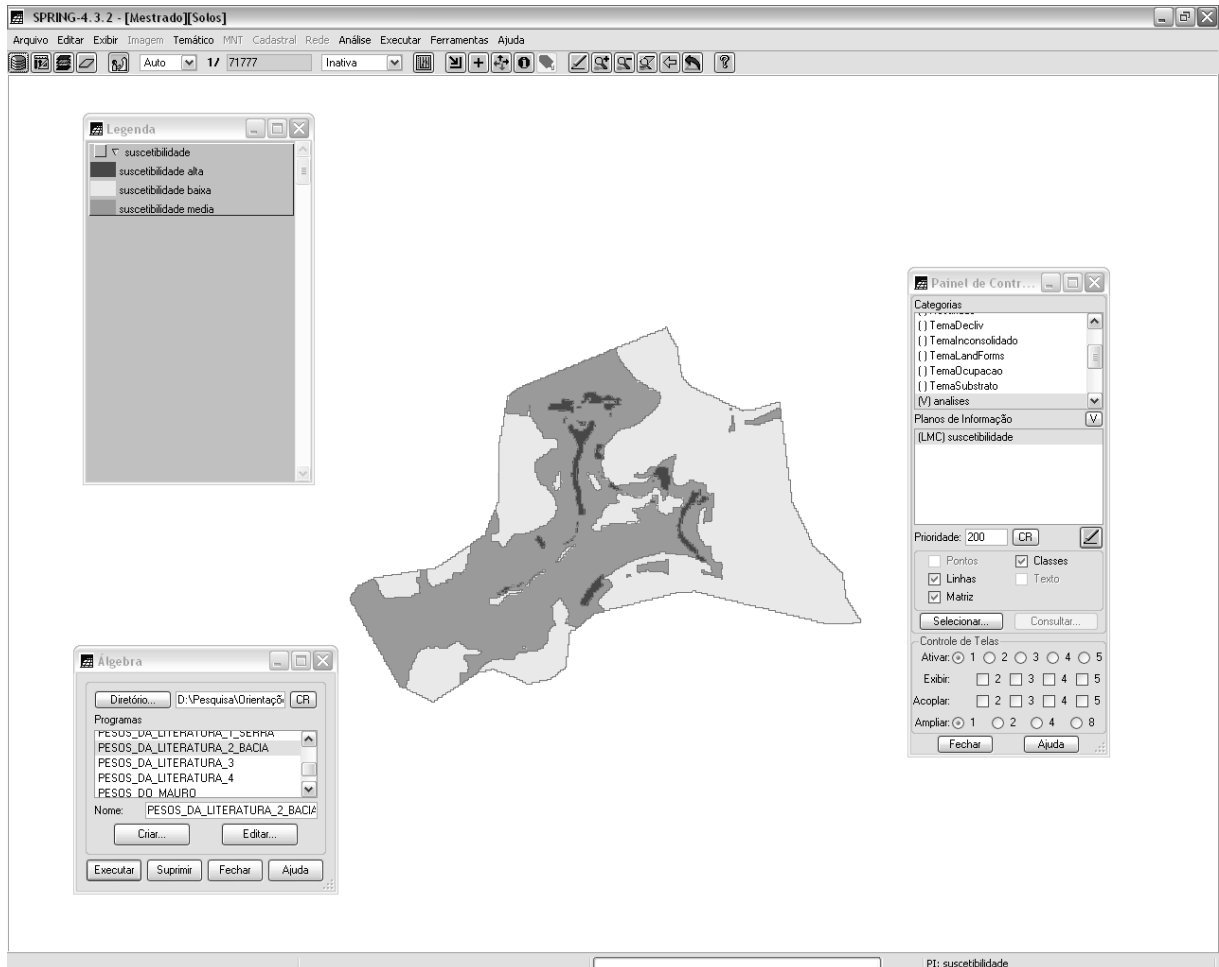 SPRING-4.3.2 - [Mestrado][Solos]
Arquivo Editar Exibir Imagem Temático MNT Cadastral Rede Análise Executar Ferramentas Ajuda
Auto 1/ 71777 Inativa
Legenda
suscetibilidade
suscetibilidade alta
suscetibilidade baixa
suscetibilidade media
Painel de Contr...
Categorias
( ) TemaDecliv
( ) TemaInconsolidado
( ) TemaLandForms
( ) TemaOcupacao
( ) TemaSubstrato
(V) analises
Planos de Informação V
(LMC) suscetibilidade
Prioridade: 200 CR
Pontos Classes
Linhas Texto
Matriz
Selecionar... Consultar...
Controle de Telas
Ativar: 1 2 3 4 5
Exibir: 2 3 4 5
Acoplar: 2 3 4 5
Ampliar: 1 2 4 8
Fechar Ajuda
Álgebra
Diretório... D:\Pesquisa\Orientaçõ CR
Programas
PESOS_DA_LITERATURA_1_SERRA
PESOS_DA_LITERATURA_2_BACIA
PESOS_DA_LITERATURA_3
PESOS_DA_LITERATURA_4
PESOS_DO_MAURO
Nome: PESOS_DA_LITERATURA_2_BACIA
Criar... Editar...
Executar Suprimir Fechar Ajuda
PI: suscetibilidade